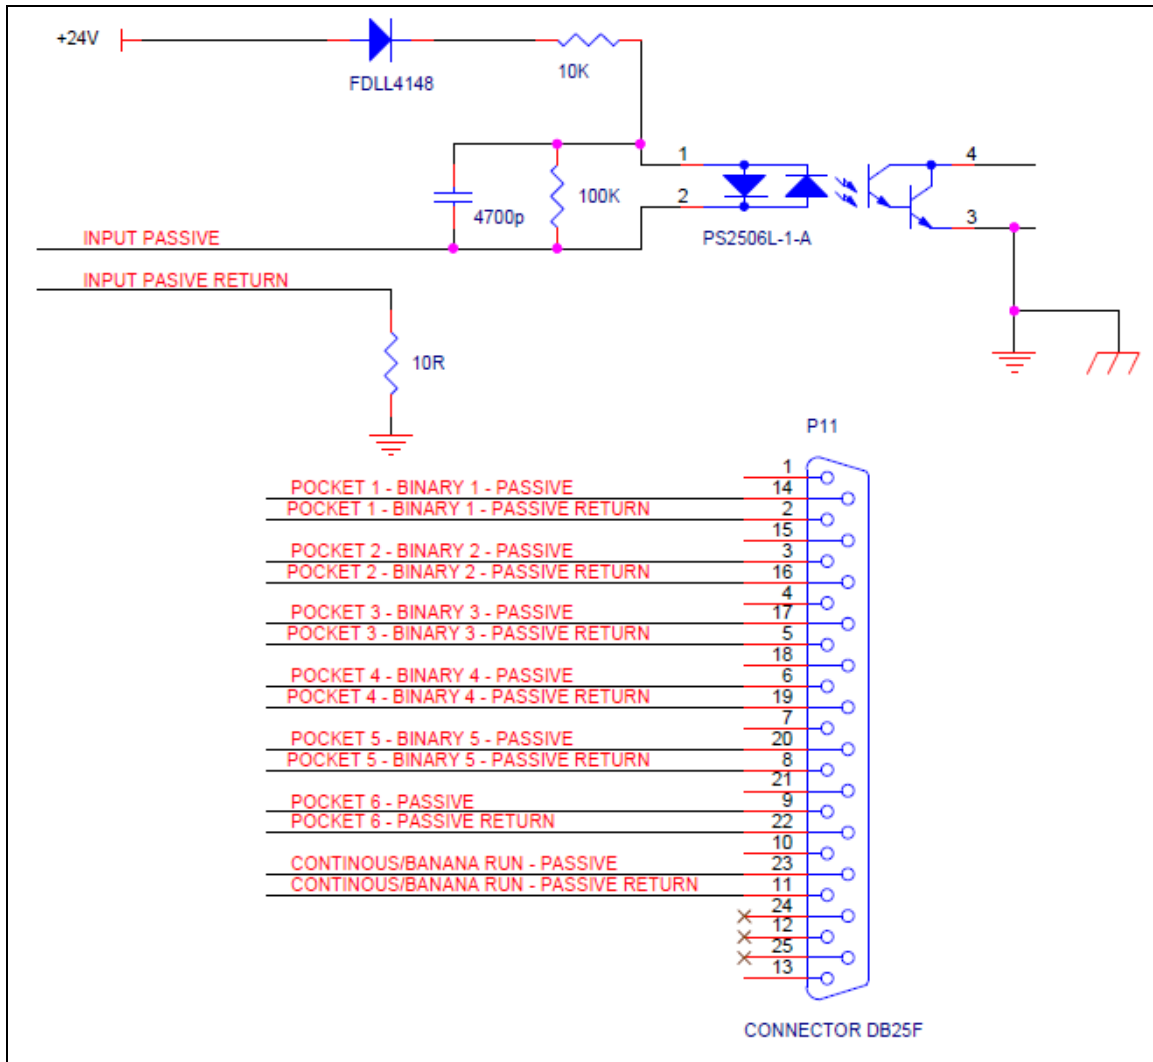 +24V
FDLL4148
10K
4700p
100K
1
2
4
3
PS2506L-1-A
INPUT PASSIVE
INPUT PASIVE RETURN
10R
P11
1
POCKET 1 - BINARY 1 - PASSIVE
14
POCKET 1 - BINARY 1 - PASSIVE RETURN
2
15
POCKET 2 - BINARY 2 - PASSIVE
3
POCKET 2 - BINARY 2 - PASSIVE RETURN
16
4
POCKET 3 - BINARY 3 - PASSIVE
17
POCKET 3 - BINARY 3 - PASSIVE RETURN
5
18
POCKET 4 - BINARY 4 - PASSIVE
6
POCKET 4 - BINARY 4 - PASSIVE RETURN
19
7
POCKET 5 - BINARY 5 - PASSIVE
20
POCKET 5 - BINARY 5 - PASSIVE RETURN
8
21
POCKET 6 - PASSIVE
9
POCKET 6 - PASSIVE RETURN
22
10
CONTINOUS/BANANA RUN - PASSIVE
23
CONTINOUS/BANANA RUN - PASSIVE RETURN
11
24
12
25
13
CONNECTOR DB25F